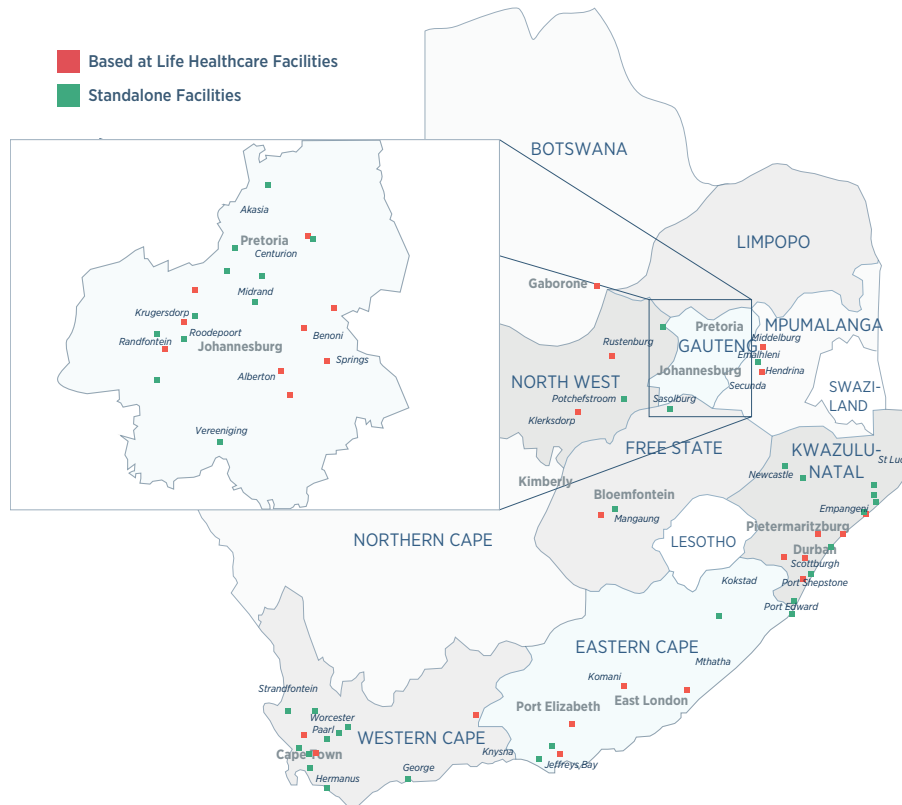 Based at Life Healthcare Facilities
Standalone Facilities
BOTSWANA
LIMPOPO
Akasia
Pretoria
Centurion
Midrand
Krugersdorp
Roodepoort
Randfontein
Johannesburg
Benoni
Springs
Alberton
Vereeniging
Gaborone
Pretoria
MPUMALANGA
Middelburg
Rustenburg
GAUTENG
Emalhleni
Johannesburg
Hendrina
Secunda
NORTH WEST
SWAZI-
LAND
Potchefstroom
Sasolburg
Klerksdorp
FREE STATE
KWAZULU-
NATAL
St Luc
Newcastle
Kimberly
Bloemfontein
Mangaung
Empangeni
Pietermaritzburg
NORTHERN CAPE
LESOTHO
Durban
Scottburgh
Kokstad
Port Shepstone
Port Edward
EASTERN CAPE
Mthatha
Komani
East London
Port Elizabeth
Strandfontein
Worcester
Paarl
WESTERN CAPE
Cape Town
Knysna
Jeffreys Bay
George
Hermanus